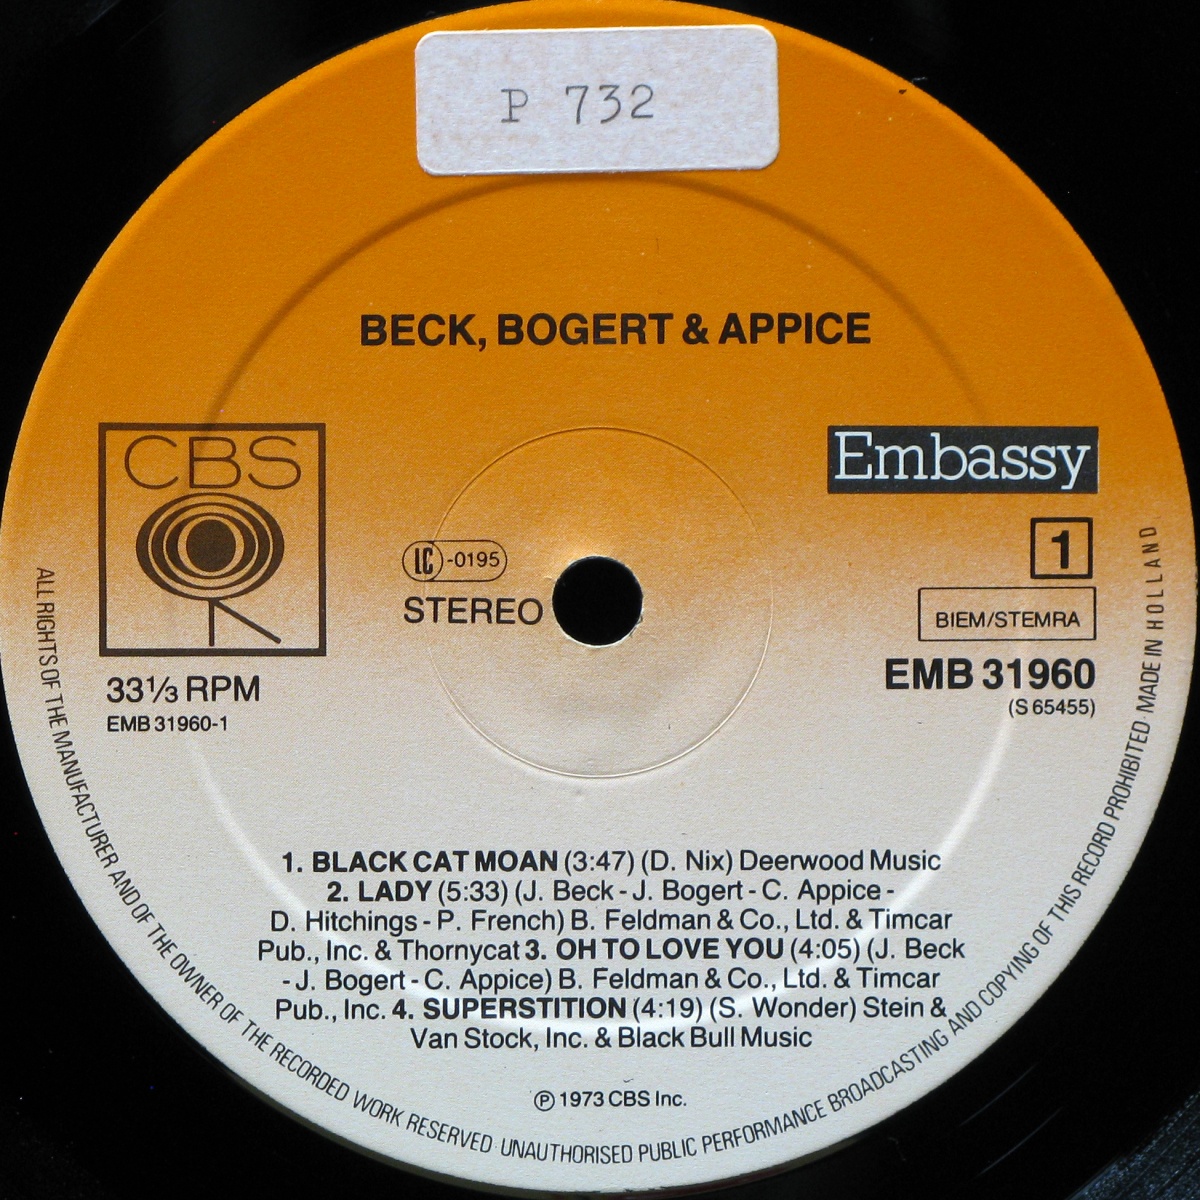 P 732
BECK, BOGERT & APPICE
CBS
Embassy
LC-0195
STEREO
1
BIEM/STEMRA
EMB 31960
(S 65455)
33⅓ RPM
EMB 31960-1
1. BLACK CAT MOAN (3:47) (D. Nix) Deerwood Music
2. LADY (5:33) (J. Beck - J. Bogert - C. Appice -
D. Hitchings - P. French) B. Feldman & Co., Ltd. & Timcar
Pub., Inc. & Thornycat 3. OH TO LOVE YOU (4:05) (J. Beck
- J. Bogert - C. Appice) B. Feldman & Co., Ltd. & Timcar
Pub., Inc. 4. SUPERSTITION (4:19) (S. Wonder) Stein &
Van Stock, Inc. & Black Bull Music
℗ 1973 CBS Inc.
ALL RIGHTS OF THE MANUFACTURER AND OF THE OWNER OF THE RECORDED WORK RESERVED · UNAUTHORISED PUBLIC PERFORMANCE BROADCASTING AND COPYING OF THIS RECORD PROHIBITED · MADE IN HOLLAND